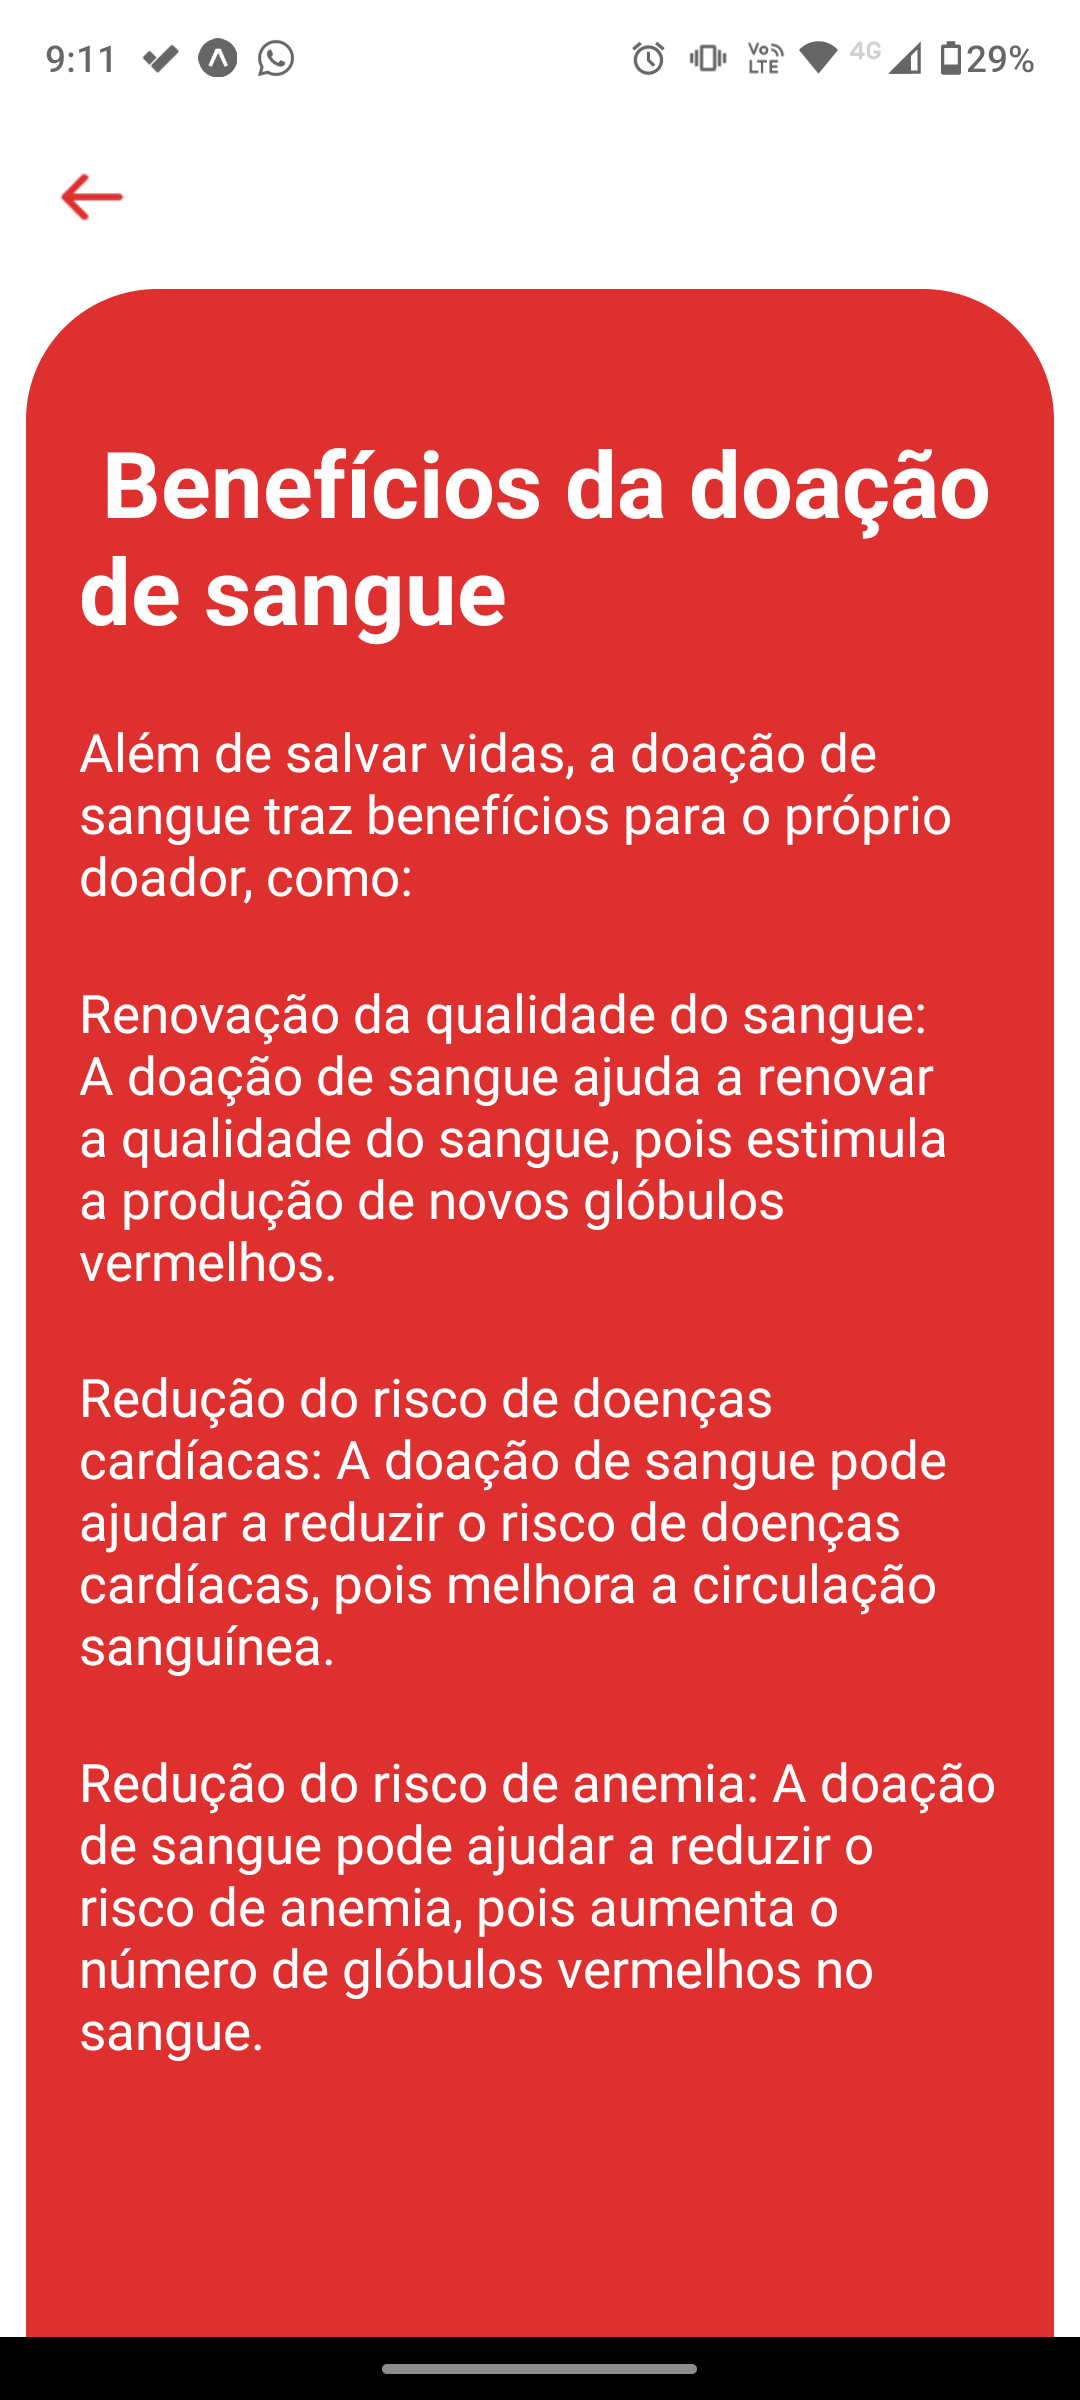 9:11
Vo
LTE
4G
29%
Benefícios da doação
de sangue
Além de salvar vidas, a doação de
sangue traz benefícios para o próprio
doador, como:
Renovação da qualidade do sangue:
A doação de sangue ajuda a renovar
a qualidade do sangue, pois estimula
a produção de novos glóbulos
vermelhos.
Redução do risco de doenças
cardíacas: A doação de sangue pode
ajudar a reduzir o risco de doenças
cardíacas, pois melhora a circulação
sanguínea.
Redução do risco de anemia: A doação
de sangue pode ajudar a reduzir o
risco de anemia, pois aumenta o
número de glóbulos vermelhos no
sangue.